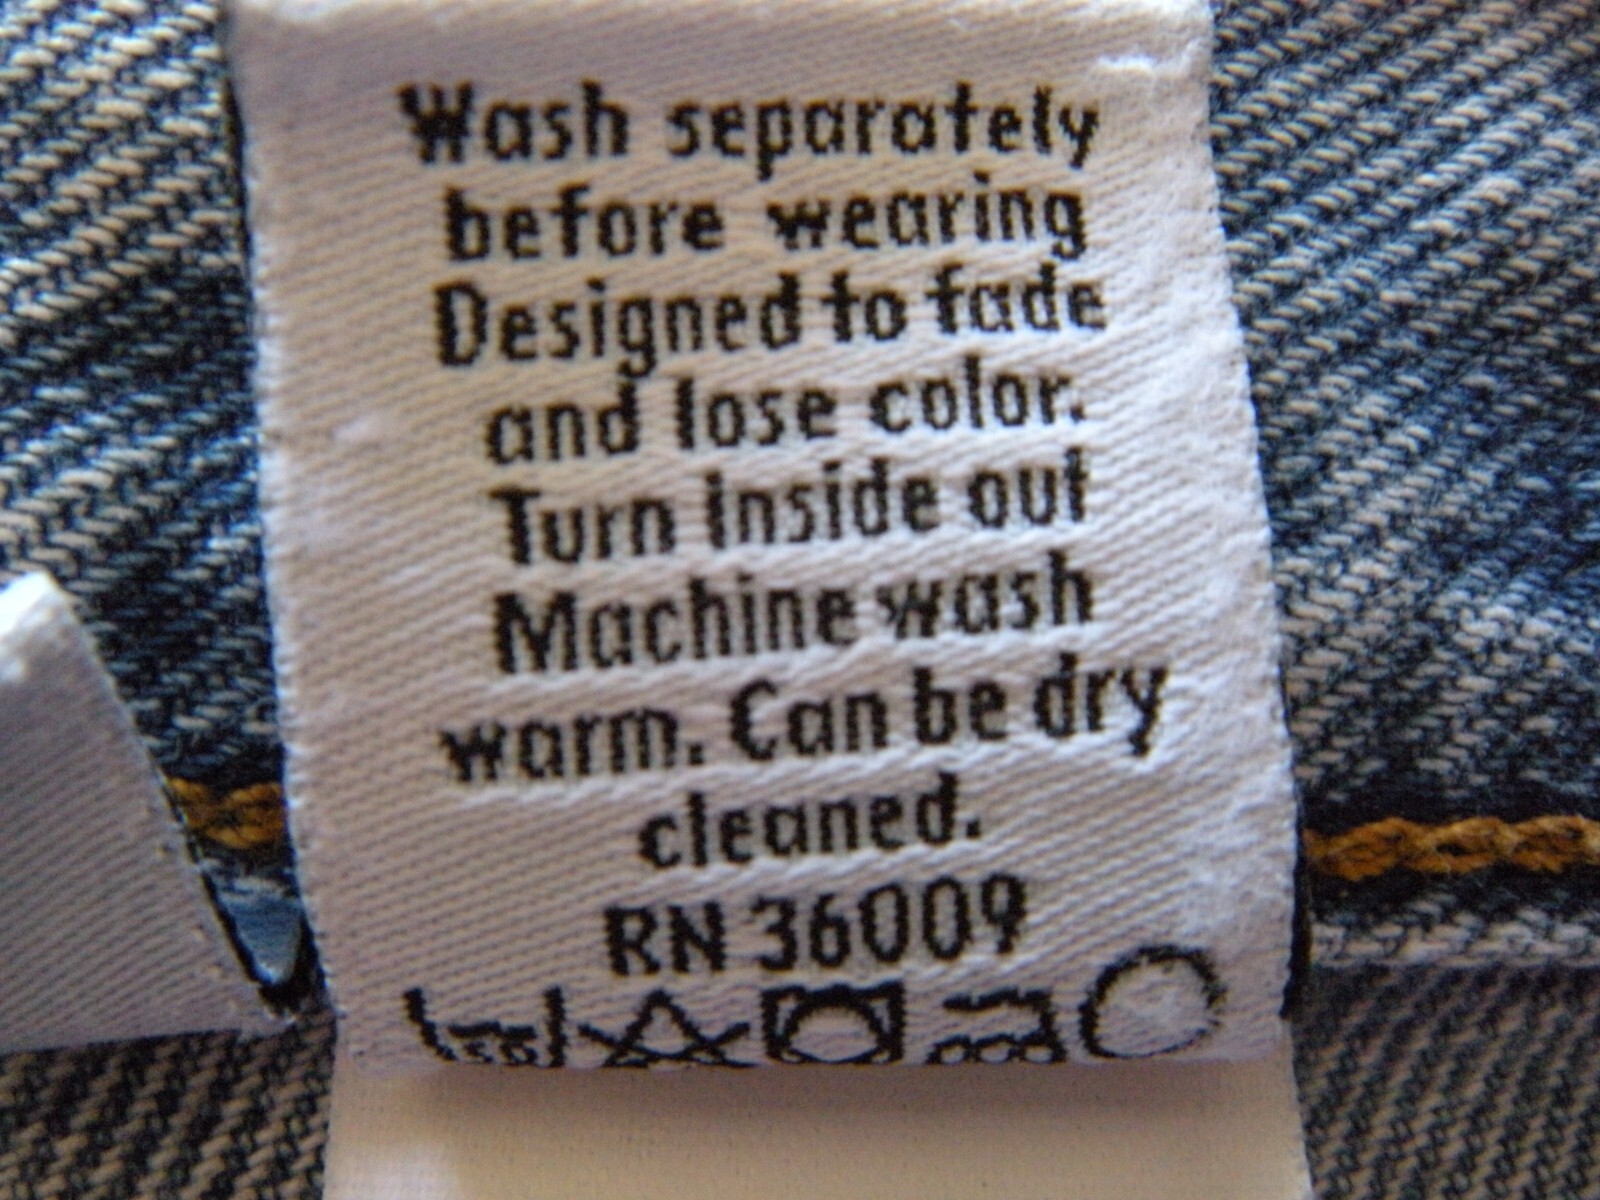 Wash separately
before wearing
Designed to fade
and lose color.
Turn inside out
Machine wash
warm. Can be dry
cleaned.
RN 36009